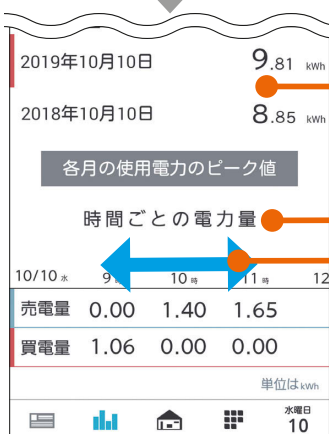 2019年10月10日 9.81 kWh
2018年10月10日 8.85 kWh
各月の使用電力のピーク値
時間ごとの電力量
10/10 水 9 10 時 11 時 12
売電量 0.00 1.40 1.65
買電量 1.06 0.00 0.00
単位は kWh
水曜日
10